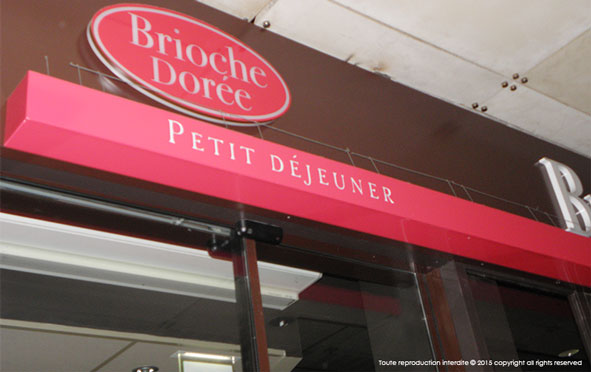 Brioche
Dorée
PETIT DÉJEUNER
Toute reproduction interdite © 2015 copyright all rights reserved